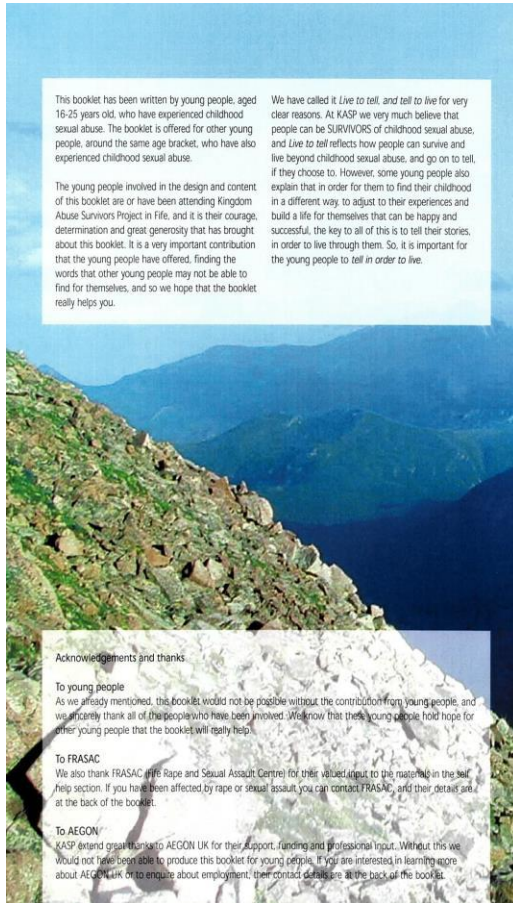 This booklet has been written by young people, aged
16-25 years old, who have experienced childhood
sexual abuse. The booklet is offered for other young
people, around the same age bracket, who have also
experienced childhood sexual abuse.
The young people involved in the design and content
of this booklet are or have been attending Kingdom
Abuse Survivors Project in Fife, and it is their courage,
determination and great generosity that has brought
about this booklet. It is a very important contribution
that the young people have offered, finding the
words that other young people may not be able to
find for themselves, and so we hope that the booklet
really helps you.
We have called it Live to tell, and tell to live for very
clear reasons. At KASP we very much believe that
people can be SURVIVORS of childhood sexual abuse,
and Live to tell reflects how people can survive and
live beyond childhood sexual abuse, and go on to tell,
if they choose to. However, some young people also
explain that in order for them to find their childhood
in a different way, to adjust to their experiences and
build a life for themselves that can be happy and
successful, the key to all of this is to tell their stories,
in order to live through them. So, it is important for
the young people to tell in order to live.
Acknowledgements and thanks
To young people
As we already mentioned, this booklet would not be possible without the contribution from young people, and
we sincerely thank all of the people who have been involved. We know that these young people hold hope for
other young people that the booklet will really help.
To FRASAC
We also thank FRASAC (Fife Rape and Sexual Assault Centre) for their valued input to the materials in the self
help section. If you have been affected by rape or sexual assault you can contact FRASAC, and their details are
at the back of the booklet.
To AEGON
KASP extend great thanks to AEGON UK for their support, funding and professional input. Without this we
would not have been able to produce this booklet for young people. If you are interested in learning more
about AEGON UK or to enquire about employment, their contact details are at the back of the booklet.